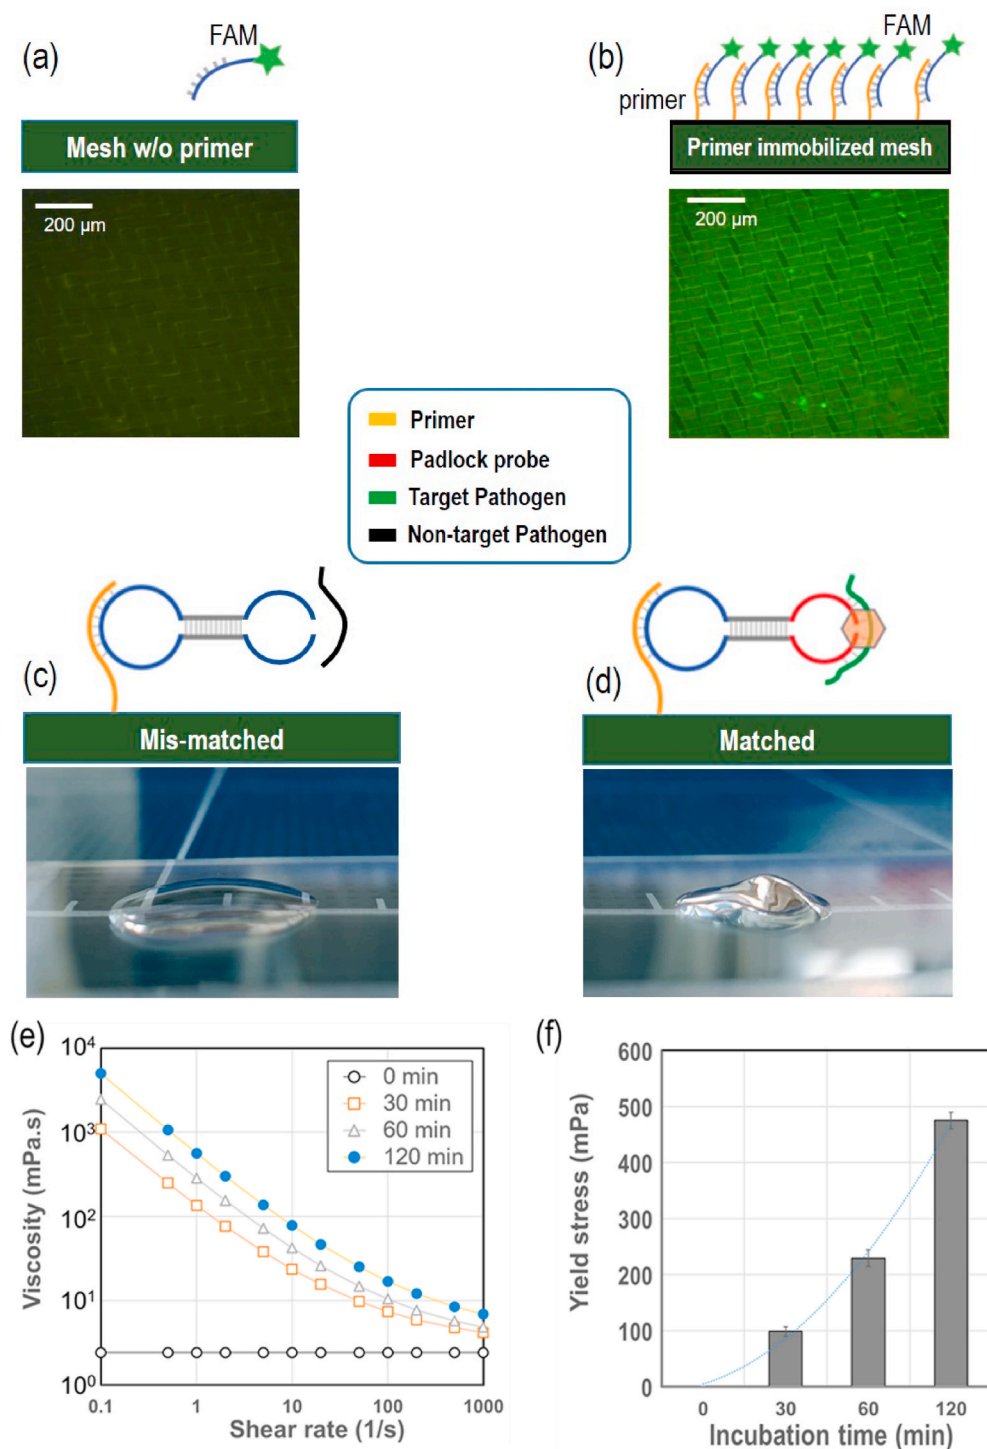 (a)
FAM
Mesh w/o primer
200 µm
(b)
FAM
primer
Primer immobilized mesh
200 µm
Primer
Padlock probe
Target Pathogen
Non-target Pathogen
(c)
Mis-matched
(d)
Matched
(e)
10⁴
10³
10²
10¹
10⁰
Viscosity (mPa.s)
0 min
30 min
60 min
120 min
0.1
1
10
100
1000
Shear rate (1/s)
(f)
600
500
400
300
200
100
0
Yield stress (mPa)
0
30
60
120
Incubation time (min)